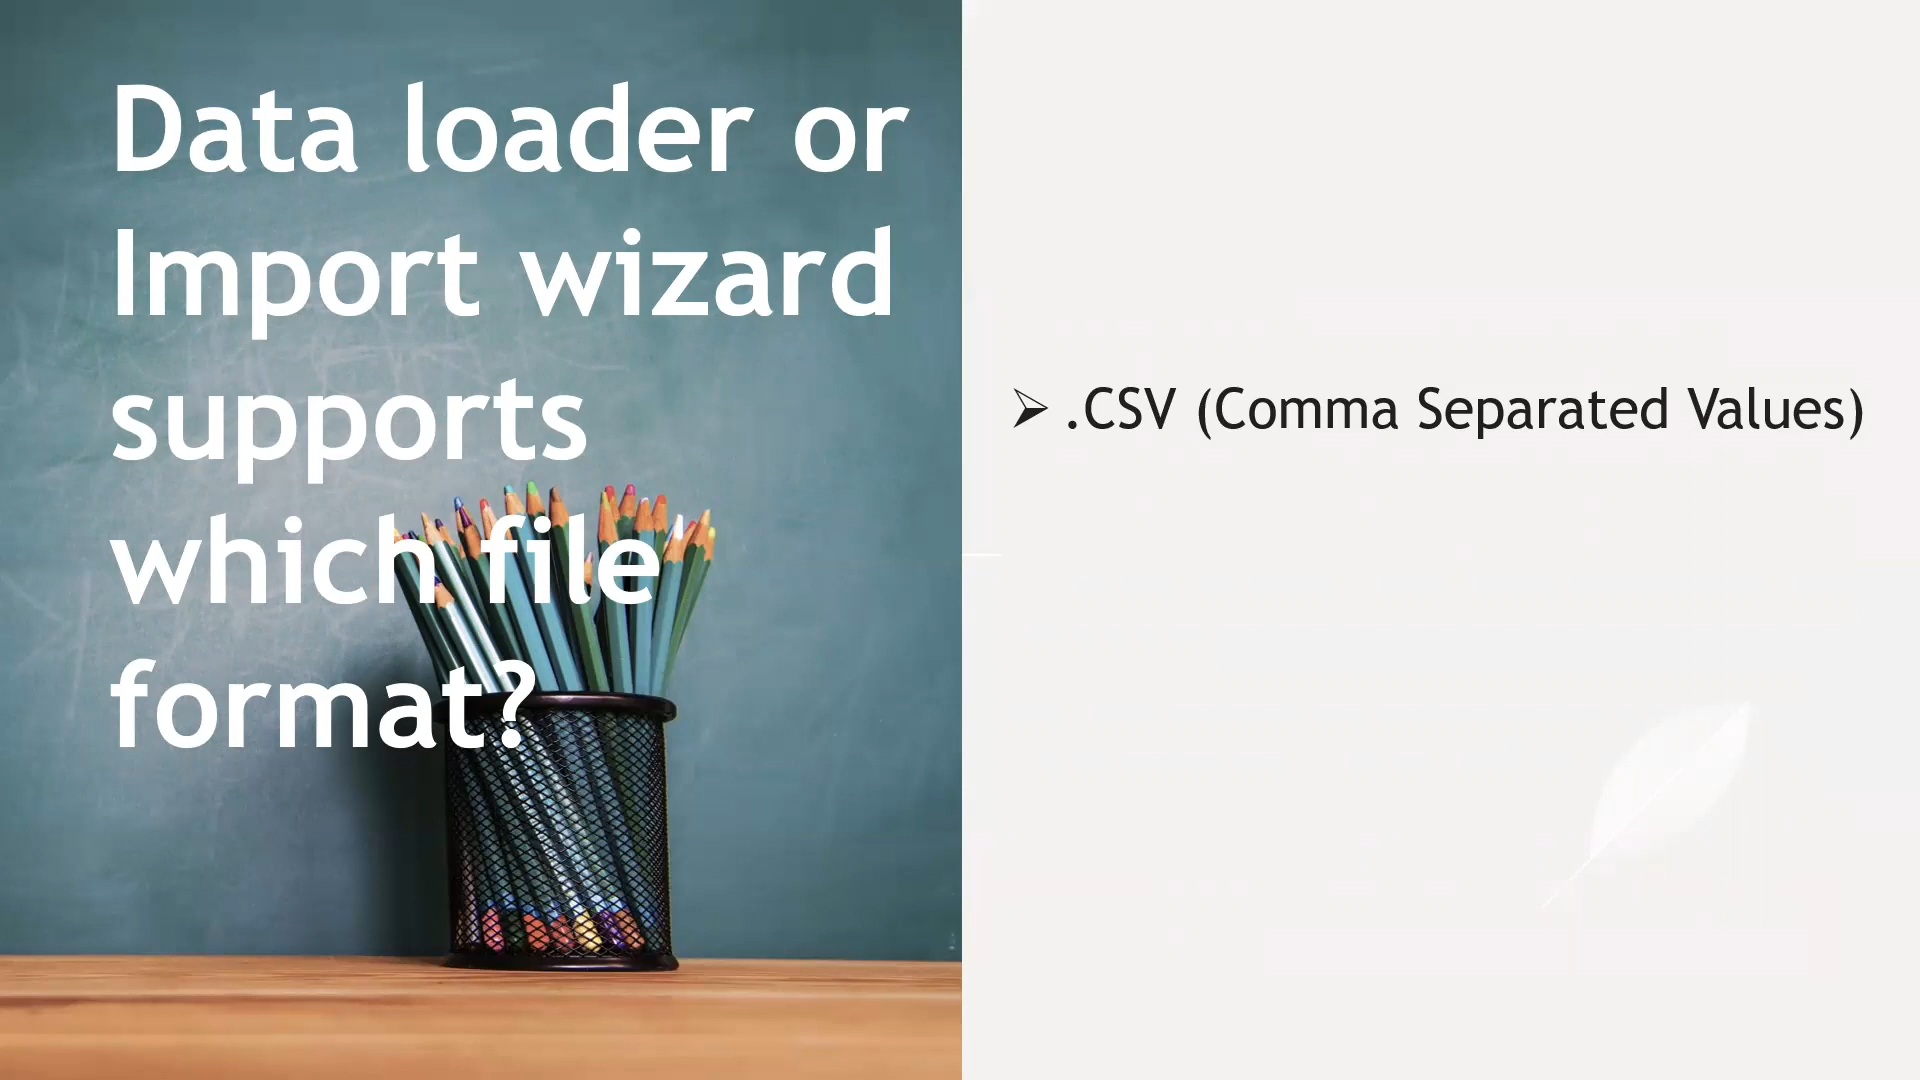 Data loader or
Import wizard
supports
which file
format?
➢ .CSV (Comma Separated Values)